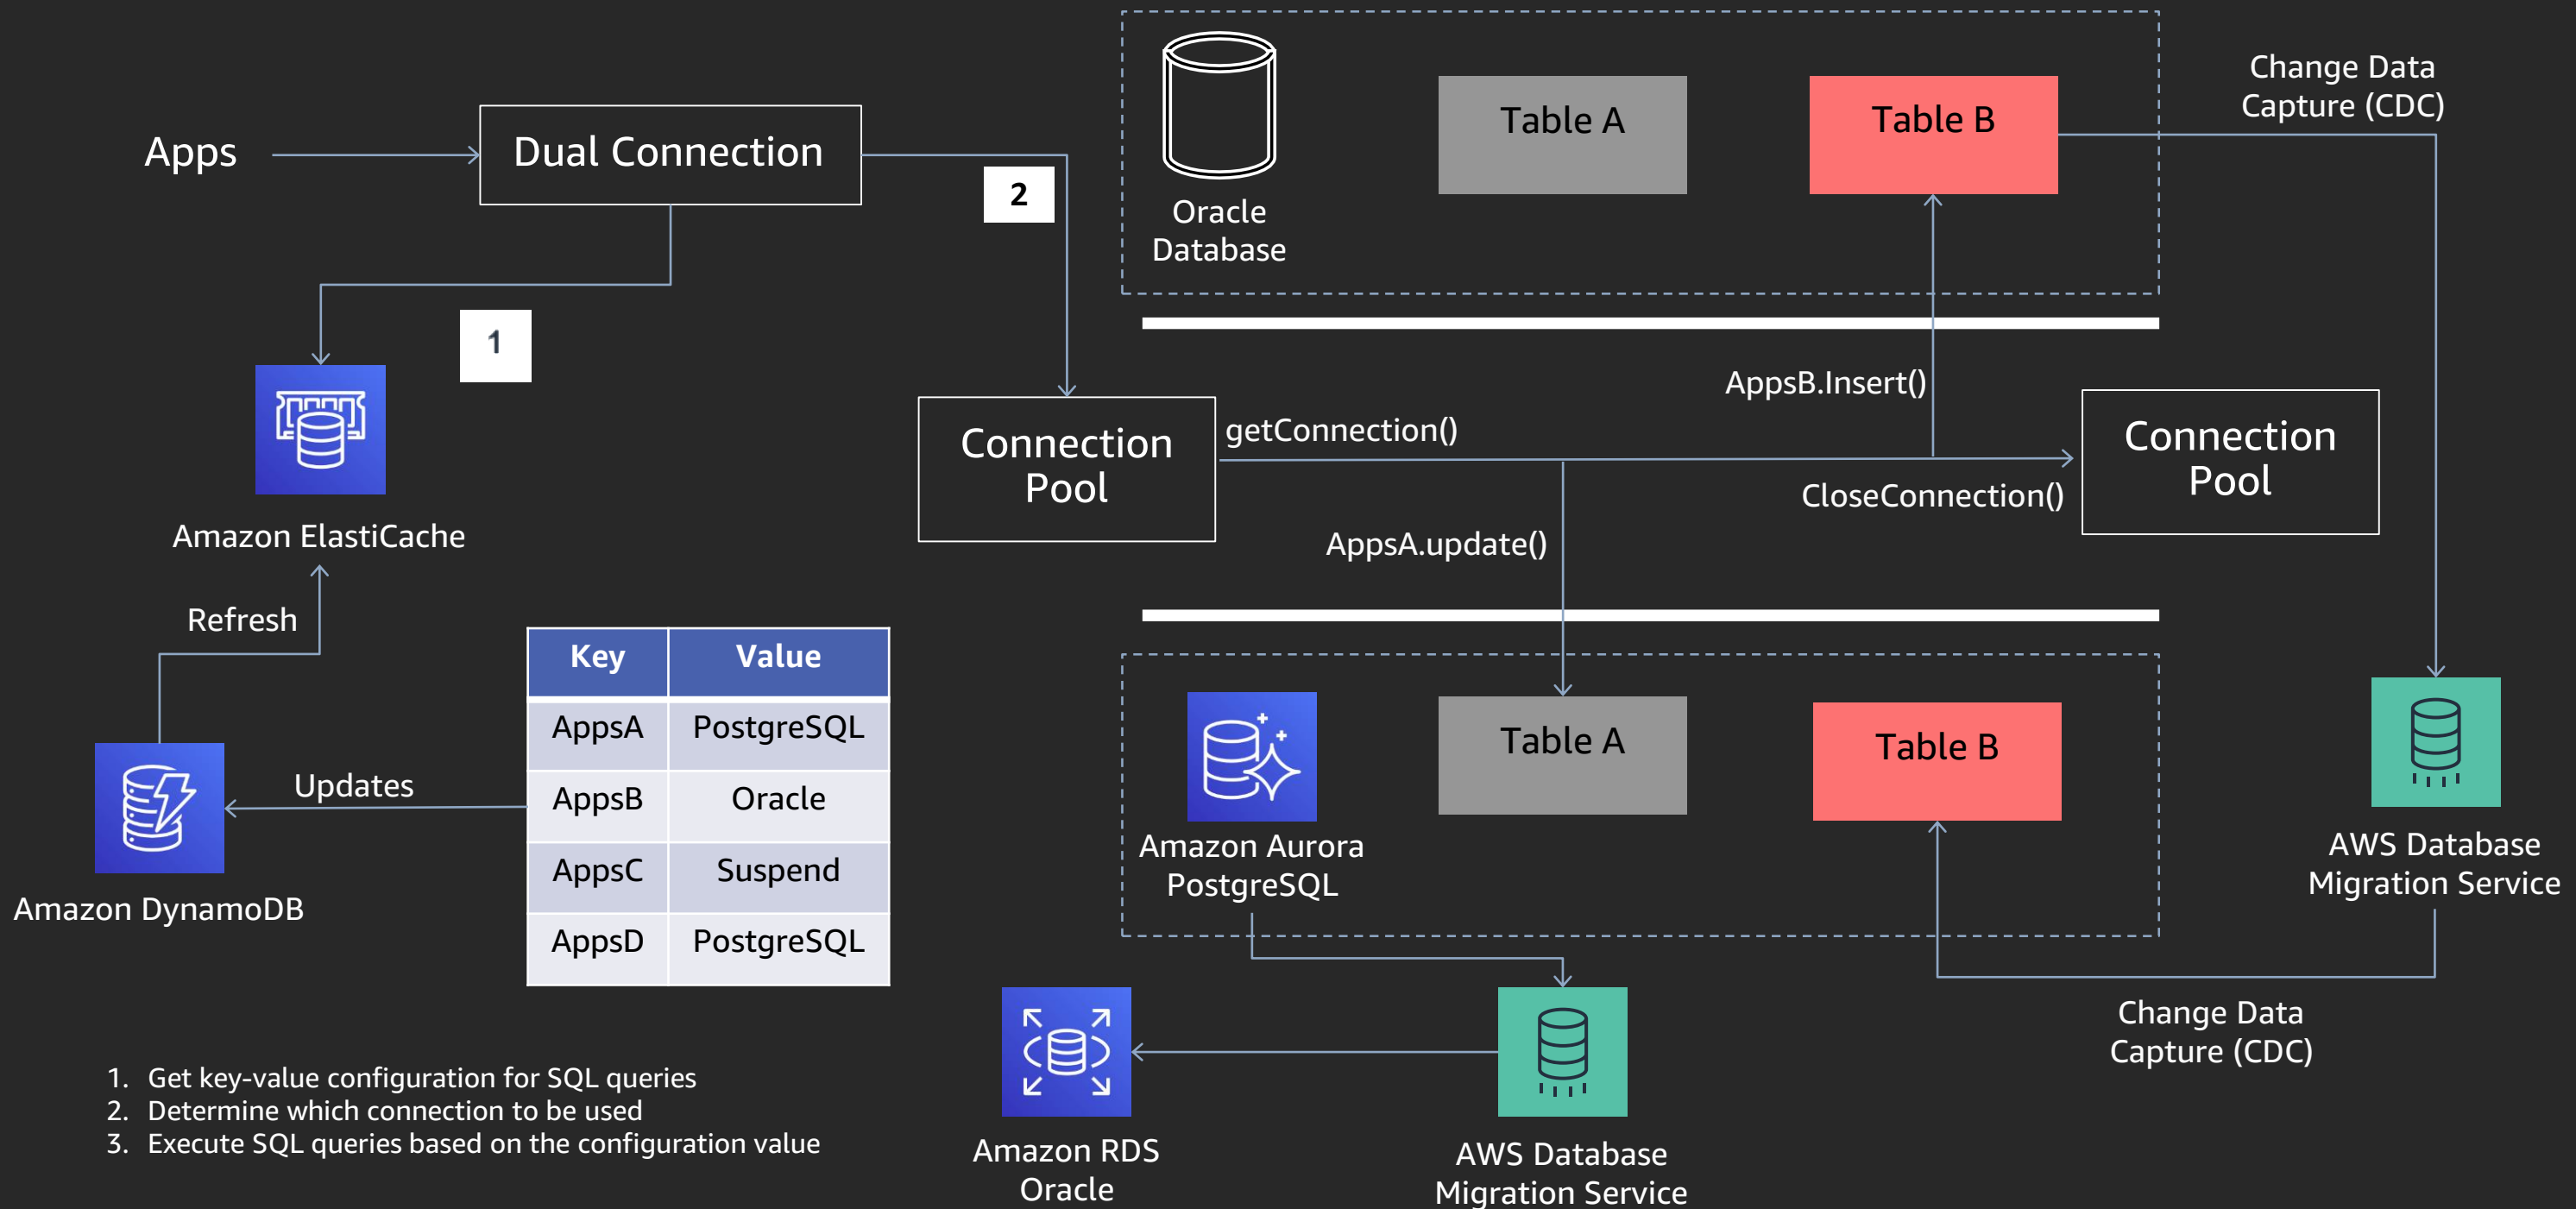 Apps
Dual Connection
2
1
Oracle
Database
Table A
Table B
Change Data
Capture (CDC)
Amazon ElastiCache
Refresh
Updates
Amazon DynamoDB
Key Value
AppsA PostgreSQL
AppsB Oracle
AppsC Suspend
AppsD PostgreSQL
Connection
Pool
getConnection()
AppsB.Insert()
CloseConnection()
AppsA.update()
Connection
Pool
Amazon Aurora
PostgreSQL
Table A
Table B
AWS Database
Migration Service
Change Data
Capture (CDC)
Amazon RDS
Oracle
AWS Database
Migration Service
1. Get key-value configuration for SQL queries
2. Determine which connection to be used
3. Execute SQL queries based on the configuration value